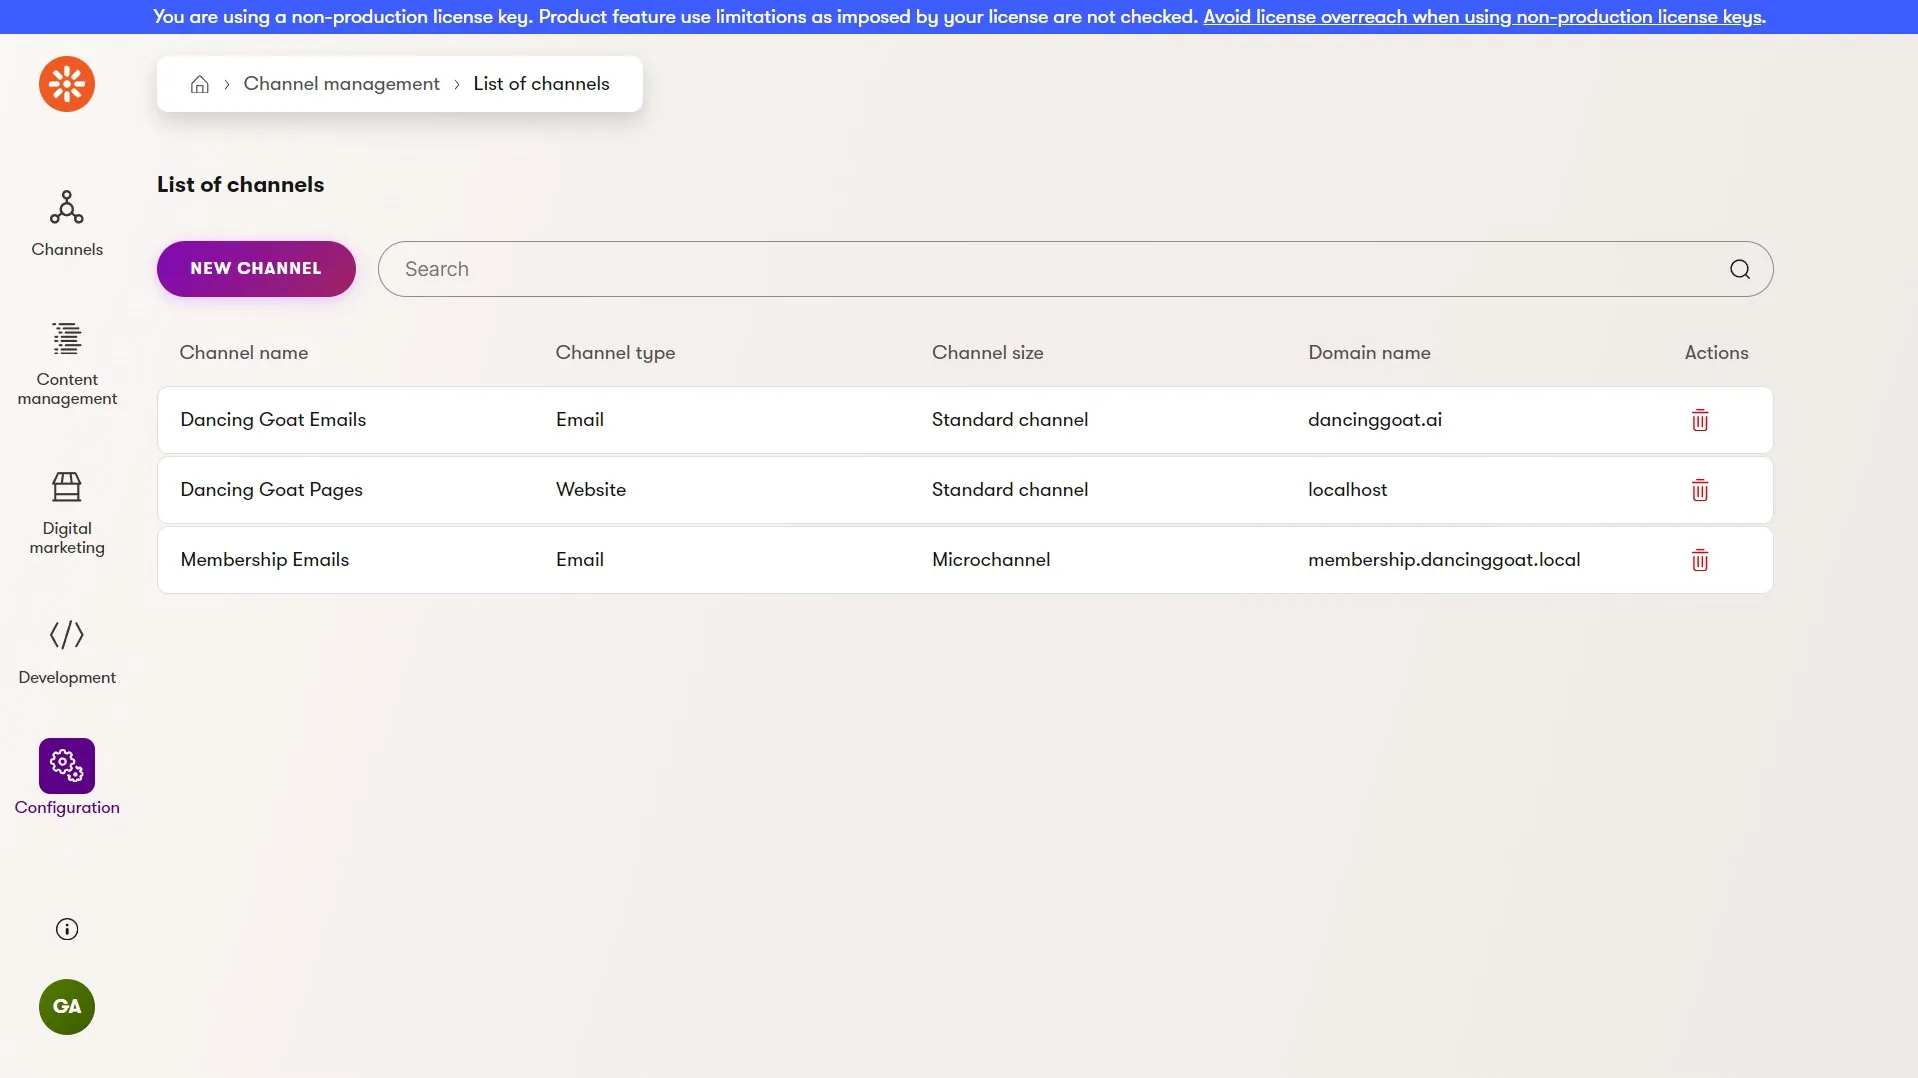 You are using a non-production license key. Product feature use limitations as imposed by your license are not checked. Avoid license overreach when using non-production license keys.
Channel management
List of channels
List of channels
Channels
NEW CHANNEL
Search
Channel name Channel type Channel size Domain name Actions
Dancing Goat Emails Email Standard channel dancinggoat.ai
Dancing Goat Pages Website Standard channel localhost
Membership Emails Email Microchannel membership.dancinggoat.local
Content
management
Digital
marketing
Development
Configuration
GA